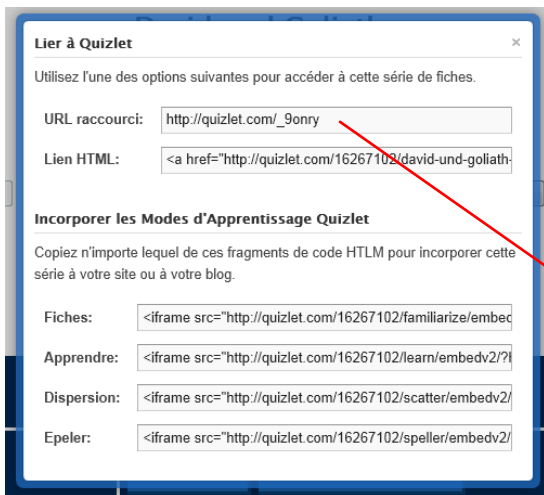 Lier à Quizlet ×
Utilisez l'une des options suivantes pour accéder à cette série de fiches.
URL raccourci: http://quizlet.com/_9onry
Lien HTML: <a href="http://quizlet.com/16267102/david-und-goliath-
Incorporer les Modes d'Apprentissage Quizlet
Copiez n'importe lequel de ces fragments de code HTLM pour incorporer cette
série à votre site ou à votre blog.
Fiches: <iframe src="http://quizlet.com/16267102/familiarize/embed
Apprendre: <iframe src="http://quizlet.com/16267102/learn/embedv2/?
Dispersion: <iframe src="http://quizlet.com/16267102/scatter/embedv2/
Epeler: <iframe src="http://quizlet.com/16267102/speller/embedv2/